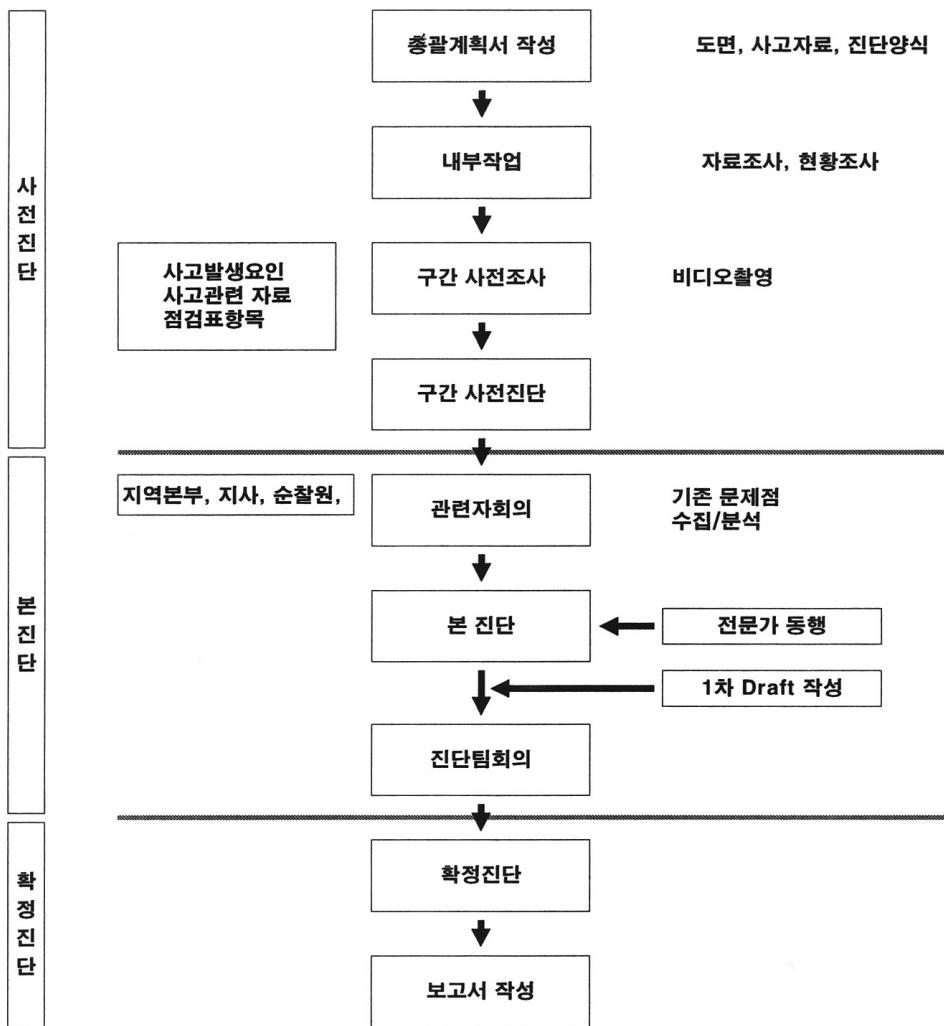 총괄계획서 작성
도면, 사고자료, 진단양식
내부작업
자료조사, 현황조사
사전진단
사고발생요인
사고관련 자료
점검표항목
구간 사전조사
비디오촬영
구간 사전진단
지역본부, 지사, 순찰원,
관련자회의
기존 문제점
수집/분석
본진단
본 진단
전문가 동행
1차 Draft 작성
진단팀회의
확정진단
확정진단
보고서 작성